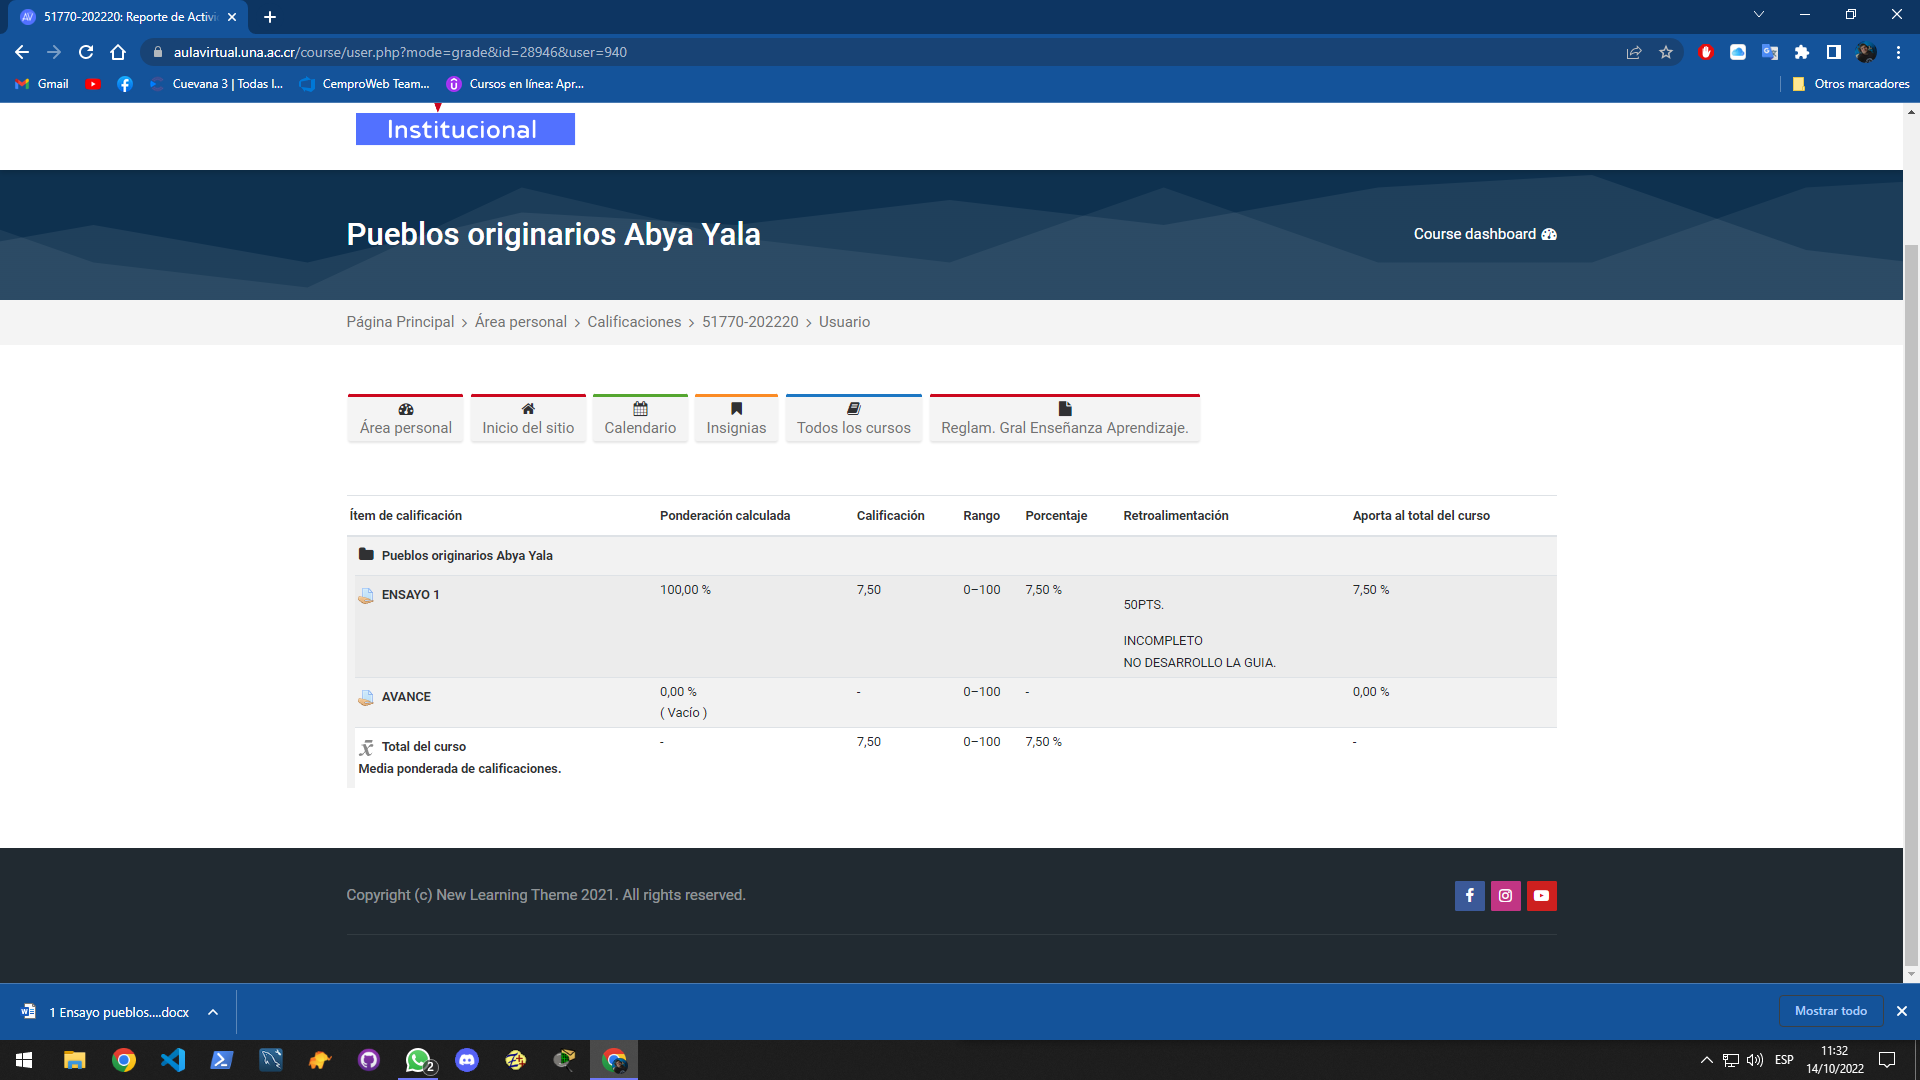 51770-202220: Reporte de Activi
aulavirtual.una.ac.cr/course/user.php?mode=grade&id=28946&user=940
Gmail
Cuevana 3 | Todas l...
CemproWeb Team...
Cursos en línea: Apr...
Otros marcadores
Institucional
Pueblos originarios Abya Yala
Course dashboard
Página Principal > Área personal > Calificaciones > 51770-202220 > Usuario
Área personal
Inicio del sitio
Calendario
Insignias
Todos los cursos
Reglam. Gral Enseñanza Aprendizaje.
Ítem de calificación Ponderación calculada Calificación Rango Porcentaje Retroalimentación Aporta al total del curso
Pueblos originarios Abya Yala
ENSAYO 1 100,00 % 7,50 0–100 7,50 % 7,50 %
50PTS.
INCOMPLETO
NO DESARROLLO LA GUIA.
AVANCE 0,00 % - 0–100 - 0,00 %
( Vacío )
Total del curso - 7,50 0–100 7,50 % -
Media ponderada de calificaciones.
Copyright (c) New Learning Theme 2021. All rights reserved.
1 Ensayo pueblos....docx
Mostrar todo
2
ESP
11:32
14/10/2022